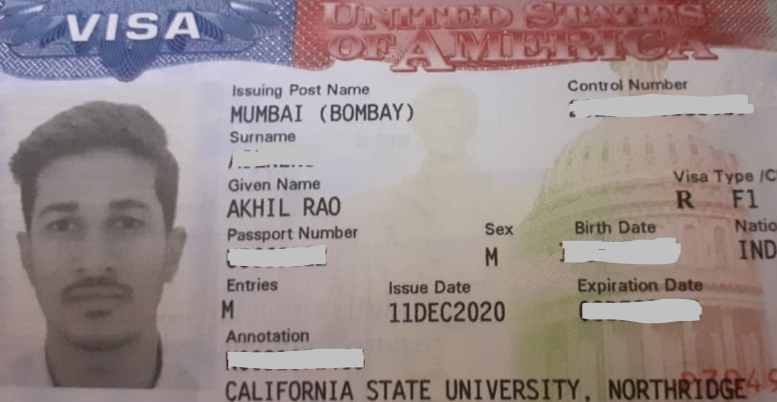 VISA
UNITED STATES
OF AMERICA
Issuing Post Name
MUMBAI (BOMBAY)
Control Number
Surname
Given Name
AKHIL RAO
Visa Type /C
R F1
Passport Number
Sex
M
Birth Date
Natio
IND
Entries
M
Issue Date
11DEC2020
Expiration Date
Annotation
CALIFORNIA STATE UNIVERSITY, NORTHRIDGE